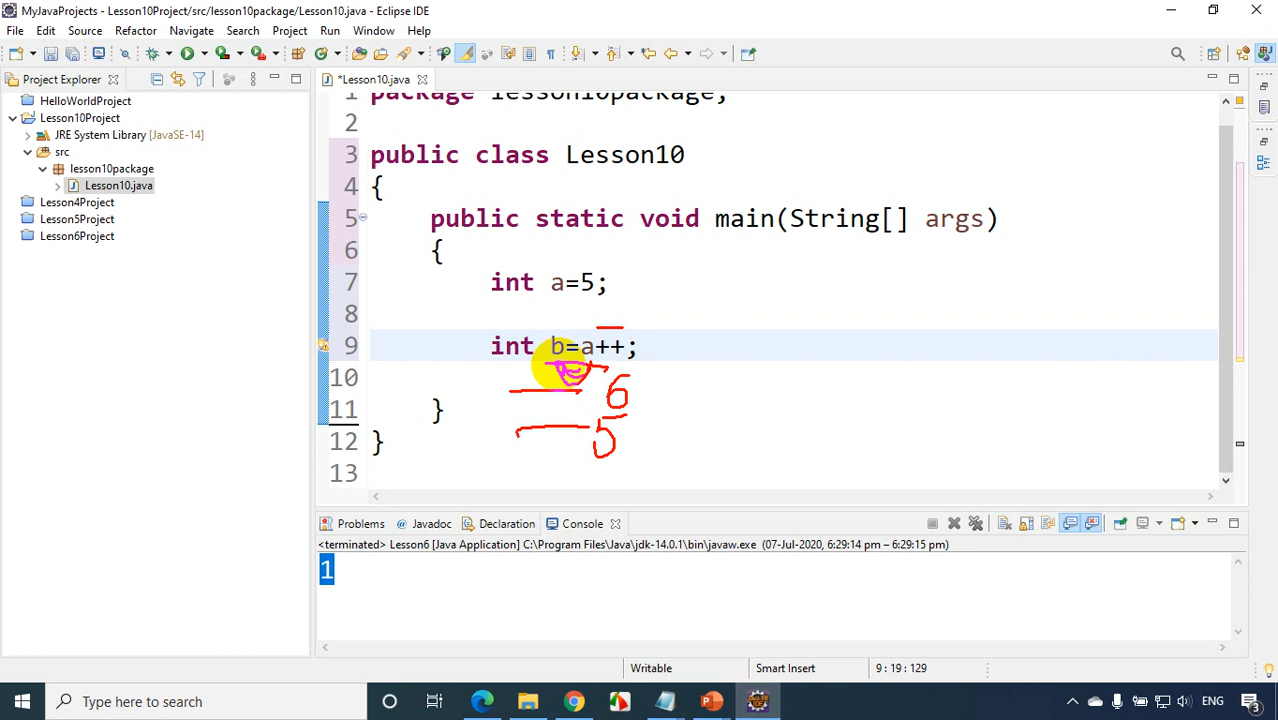 MyJavaProjects - Lesson10Project/src/lesson10package/Lesson10.java - Eclipse IDE
File Edit Source Refactor Navigate Search Project Run Window Help
Project Explorer
*Lesson10.java
HelloWorldProject
Lesson10Project
JRE System Library [JavaSE-14]
src
lesson10package
Lesson10.java
Lesson4Project
Lesson5Project
Lesson6Project
1 package lesson10package;
2
3 public class Lesson10
4 {
5 public static void main(String[] args)
6 {
7 int a=5;
8
9 int b=a++;
10
6
11 }
5
12 }
13
Problems Javadoc Declaration Console
<terminated> Lesson6 [Java Application] C:\Program Files\Java\jdk-14.0.1\bin\javaw.exe (07-Jul-2020, 6:29:14 pm – 6:29:15 pm)
1
Writable Smart Insert 9 : 19 : 129
Type here to search
ENG
3